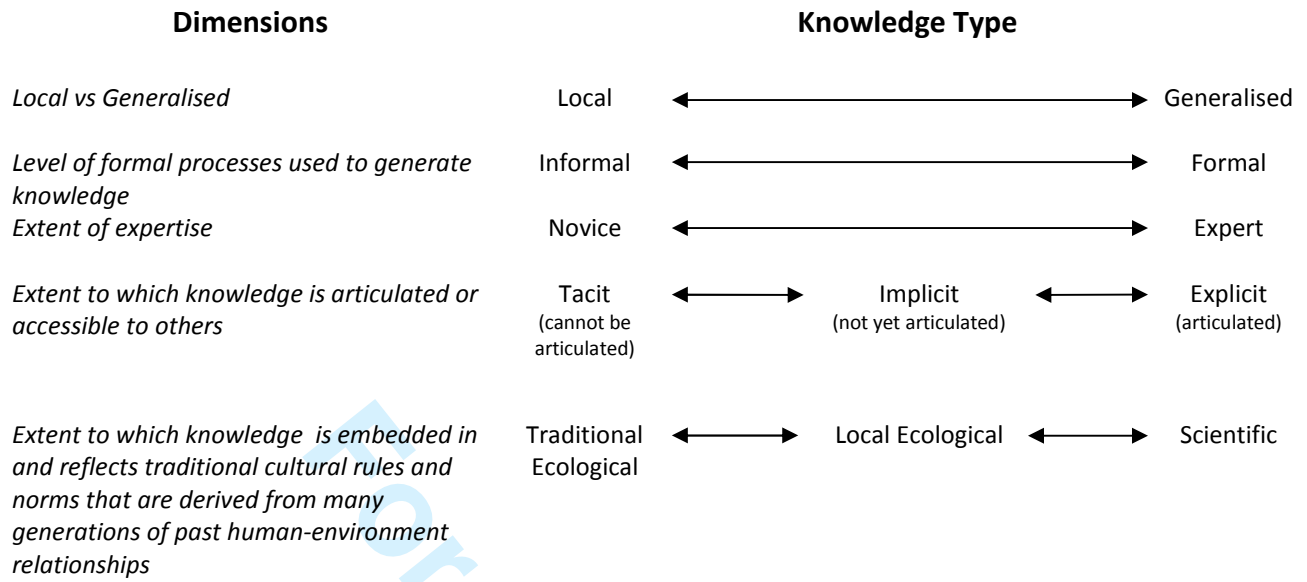 Dimensions Knowledge Type
Local vs Generalised Local Generalised
Level of formal processes used to generate Informal Formal
knowledge
Extent of expertise Novice Expert
Extent to which knowledge is articulated or Tacit Implicit Explicit
accessible to others (cannot be (not yet articulated) (articulated)
articulated)
Extent to which knowledge is embedded in Traditional Local Ecological Scientific
and reflects traditional cultural rules and Ecological
norms that are derived from many
generations of past human-environment
relationships
For